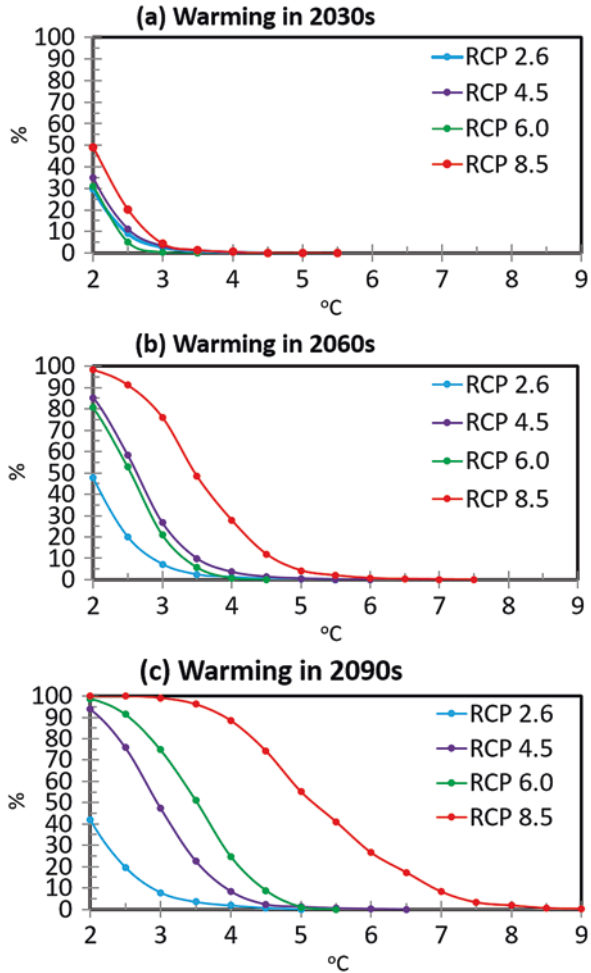 (a) Warming in 2030s
100
90
80
70
60
50
40
30
20
10
0
%
RCP 2.6
RCP 4.5
RCP 6.0
RCP 8.5
2 3 4 5 6 7 8 9
°C
(b) Warming in 2060s
100
90
80
70
60
50
40
30
20
10
0
%
RCP 2.6
RCP 4.5
RCP 6.0
RCP 8.5
2 3 4 5 6 7 8 9
°C
(c) Warming in 2090s
100
90
80
70
60
50
40
30
20
10
0
%
RCP 2.6
RCP 4.5
RCP 6.0
RCP 8.5
2 3 4 5 6 7 8 9
°C